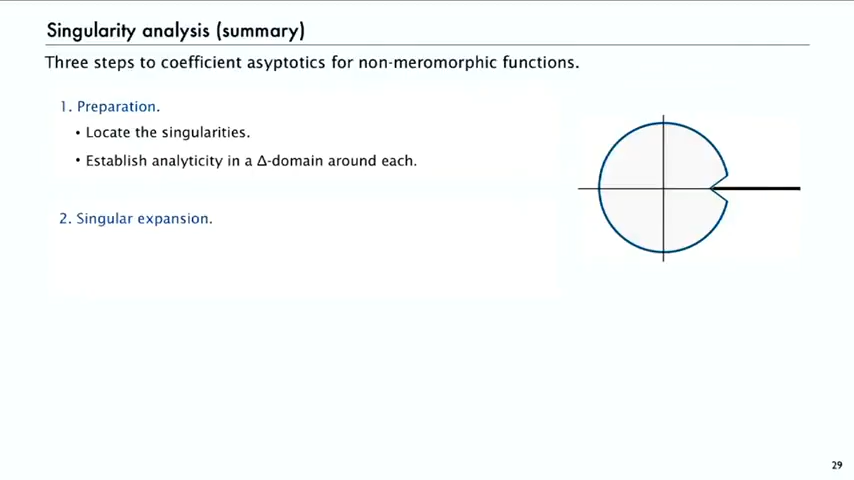 Singularity analysis (summary)
Three steps to coefficient asyptotics for non-meromorphic functions.
1. Preparation.
• Locate the singularities.
• Establish analyticity in a Δ-domain around each.
2. Singular expansion.
29